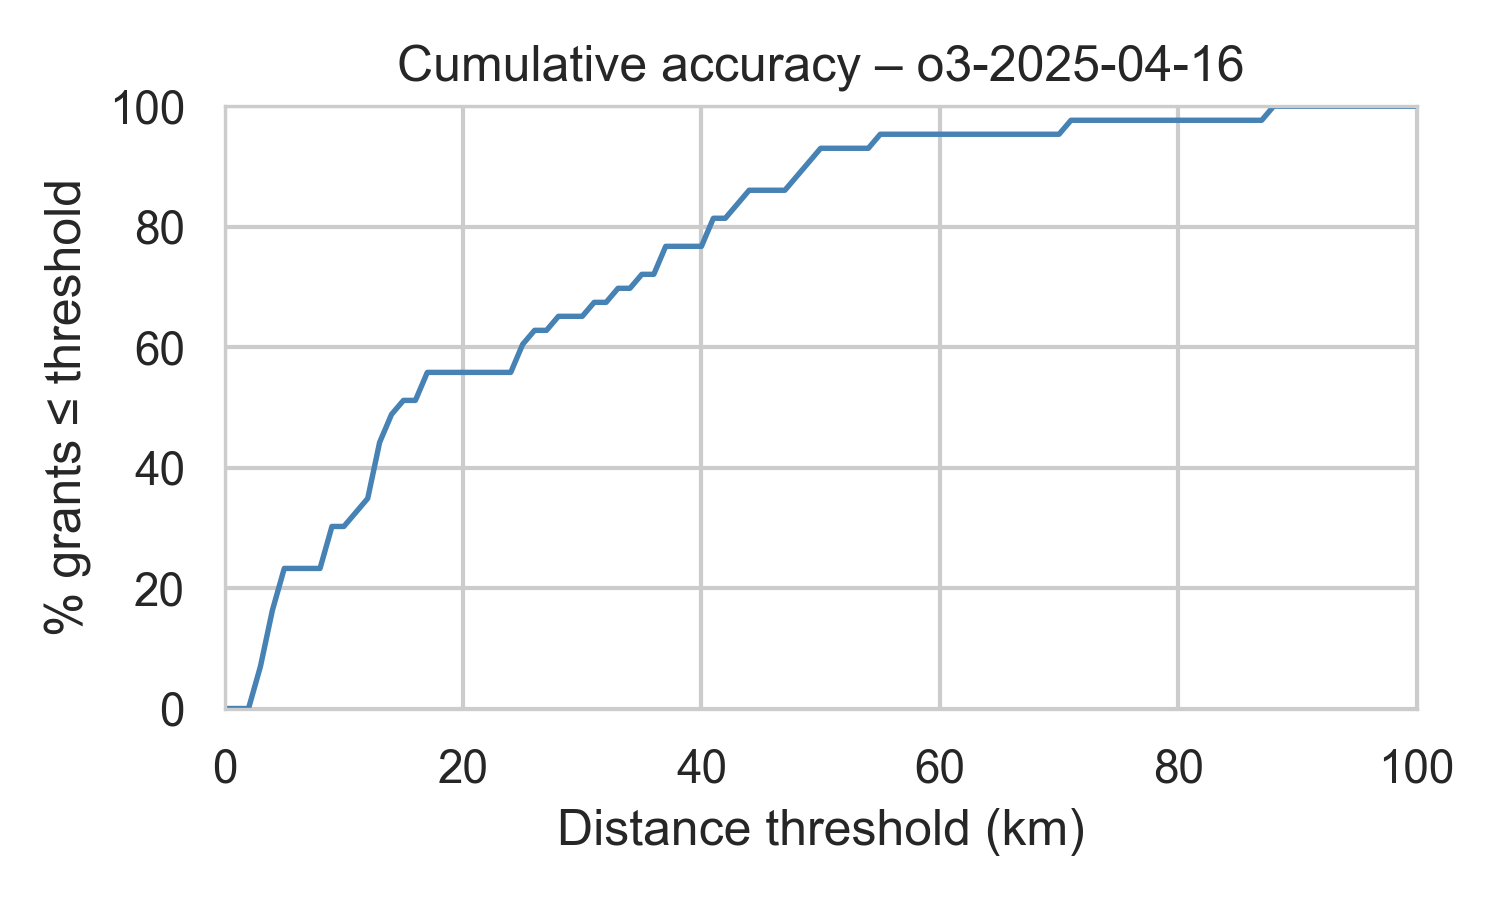 Cumulative accuracy – o3-2025-04-16
100
80
60
40
20
0
% grants ≤ threshold
0 20 40 60 80 100
Distance threshold (km)